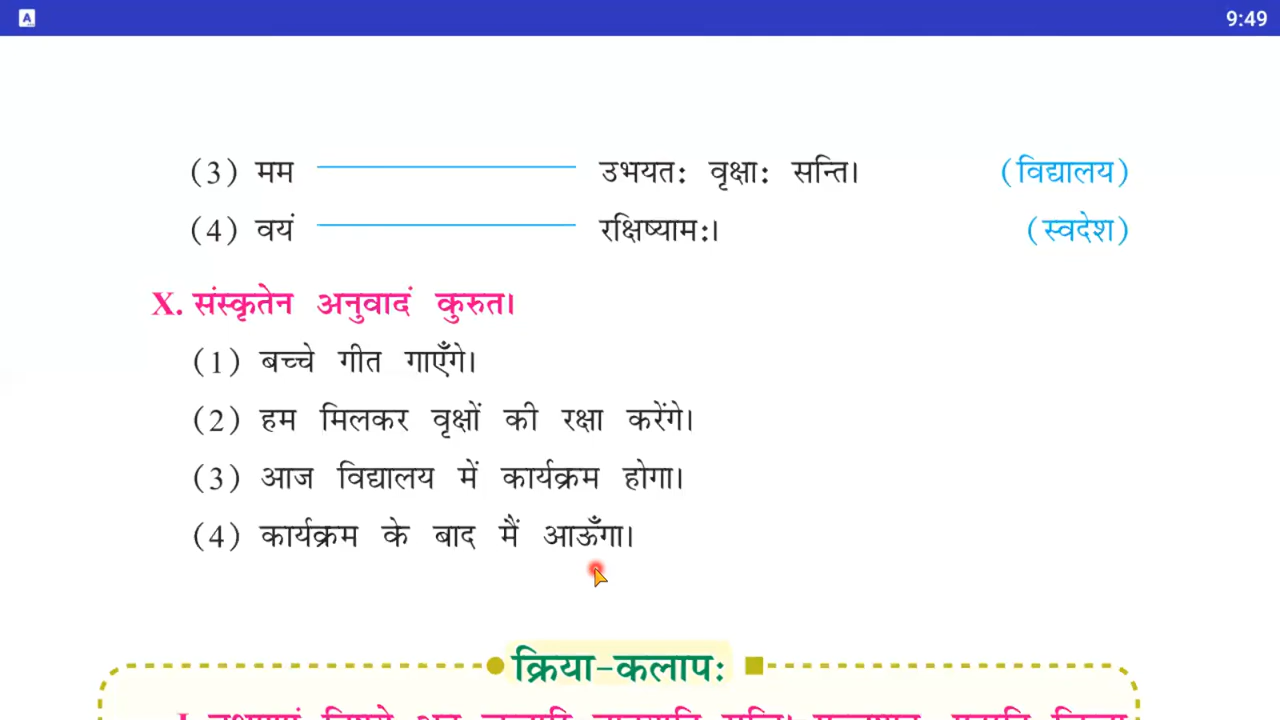 A
9:49
(3) मम उभयतः वृक्षाः सन्ति। (विद्यालय)
(4) वयं रक्षिष्यामः। (स्वदेश)
X. संस्कृतेन अनुवादं कुरुत।
(1) बच्चे गीत गाएँगे।
(2) हम मिलकर वृक्षों की रक्षा करेंगे।
(3) आज विद्यालय में कार्यक्रम होगा।
(4) कार्यक्रम के बाद मैं आऊँगा।
क्रिया-कलापः